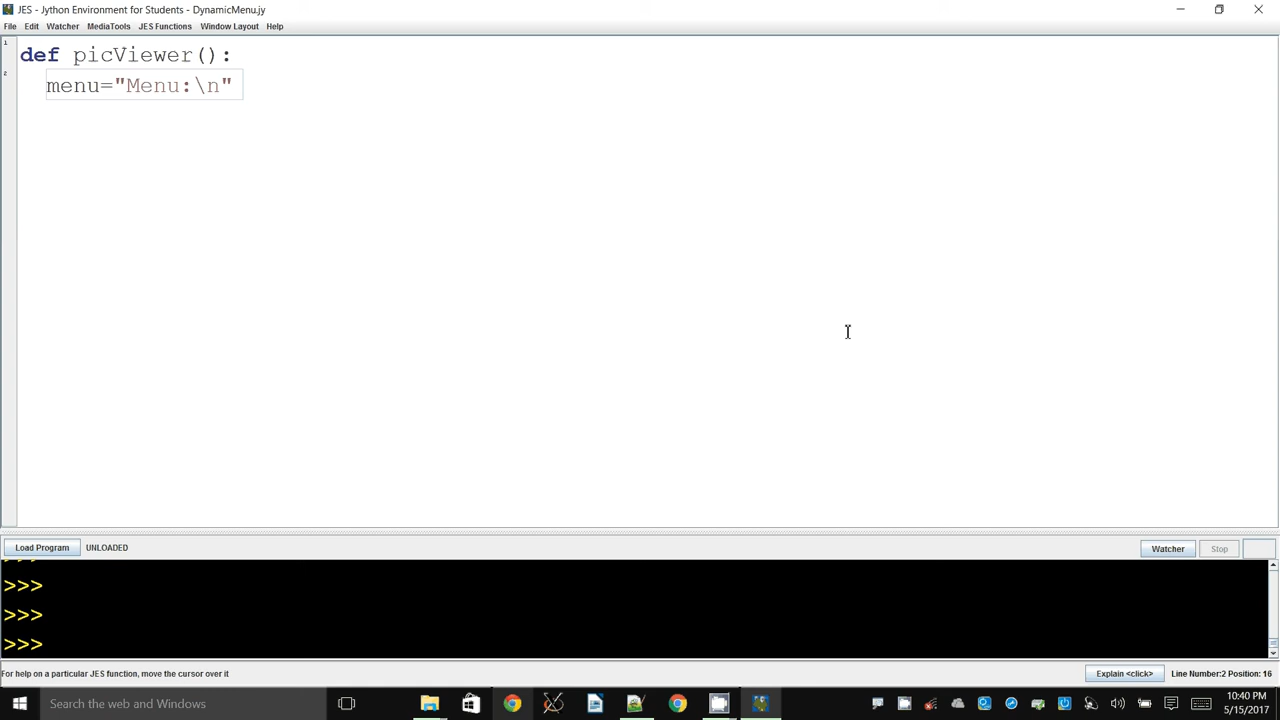 JES - Jython Environment for Students - DynamicMenu.jy
File Edit Watcher MediaTools JES Functions Window Layout Help
1 def picViewer():
2 menu="Menu:\n"
Load Program UNLOADED Watcher Stop
>>>
>>>
>>>
>>>
For help on a particular JES function, move the cursor over it Explain <click> Line Number:2 Position: 16
Search the web and Windows 10:40 PM
5/15/2017